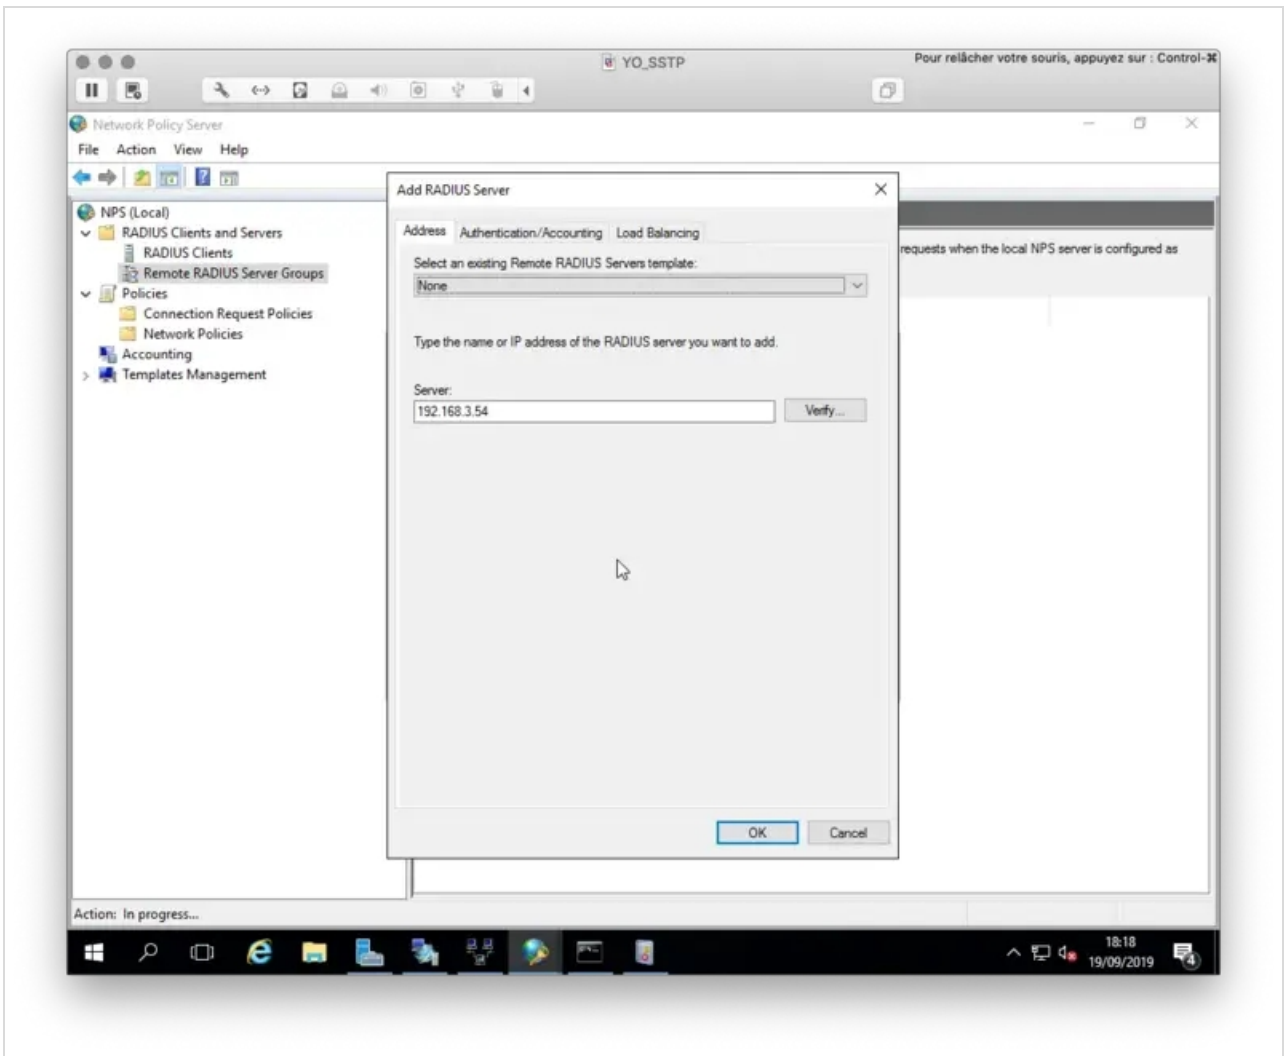 YO_SSTP
Pour relâcher votre souris, appuyez sur : Control-⌘
Network Policy Server
File Action View Help
NPS (Local)
RADIUS Clients and Servers
RADIUS Clients
Remote RADIUS Server Groups
Policies
Connection Request Policies
Network Policies
Accounting
Templates Management
requests when the local NPS server is configured as
Add RADIUS Server
Address Authentication/Accounting Load Balancing
Select an existing Remote RADIUS Servers template:
None
Type the name or IP address of the RADIUS server you want to add.
Server:
192.168.3.54
Verify...
OK Cancel
Action: In progress...
18:18
19/09/2019
4